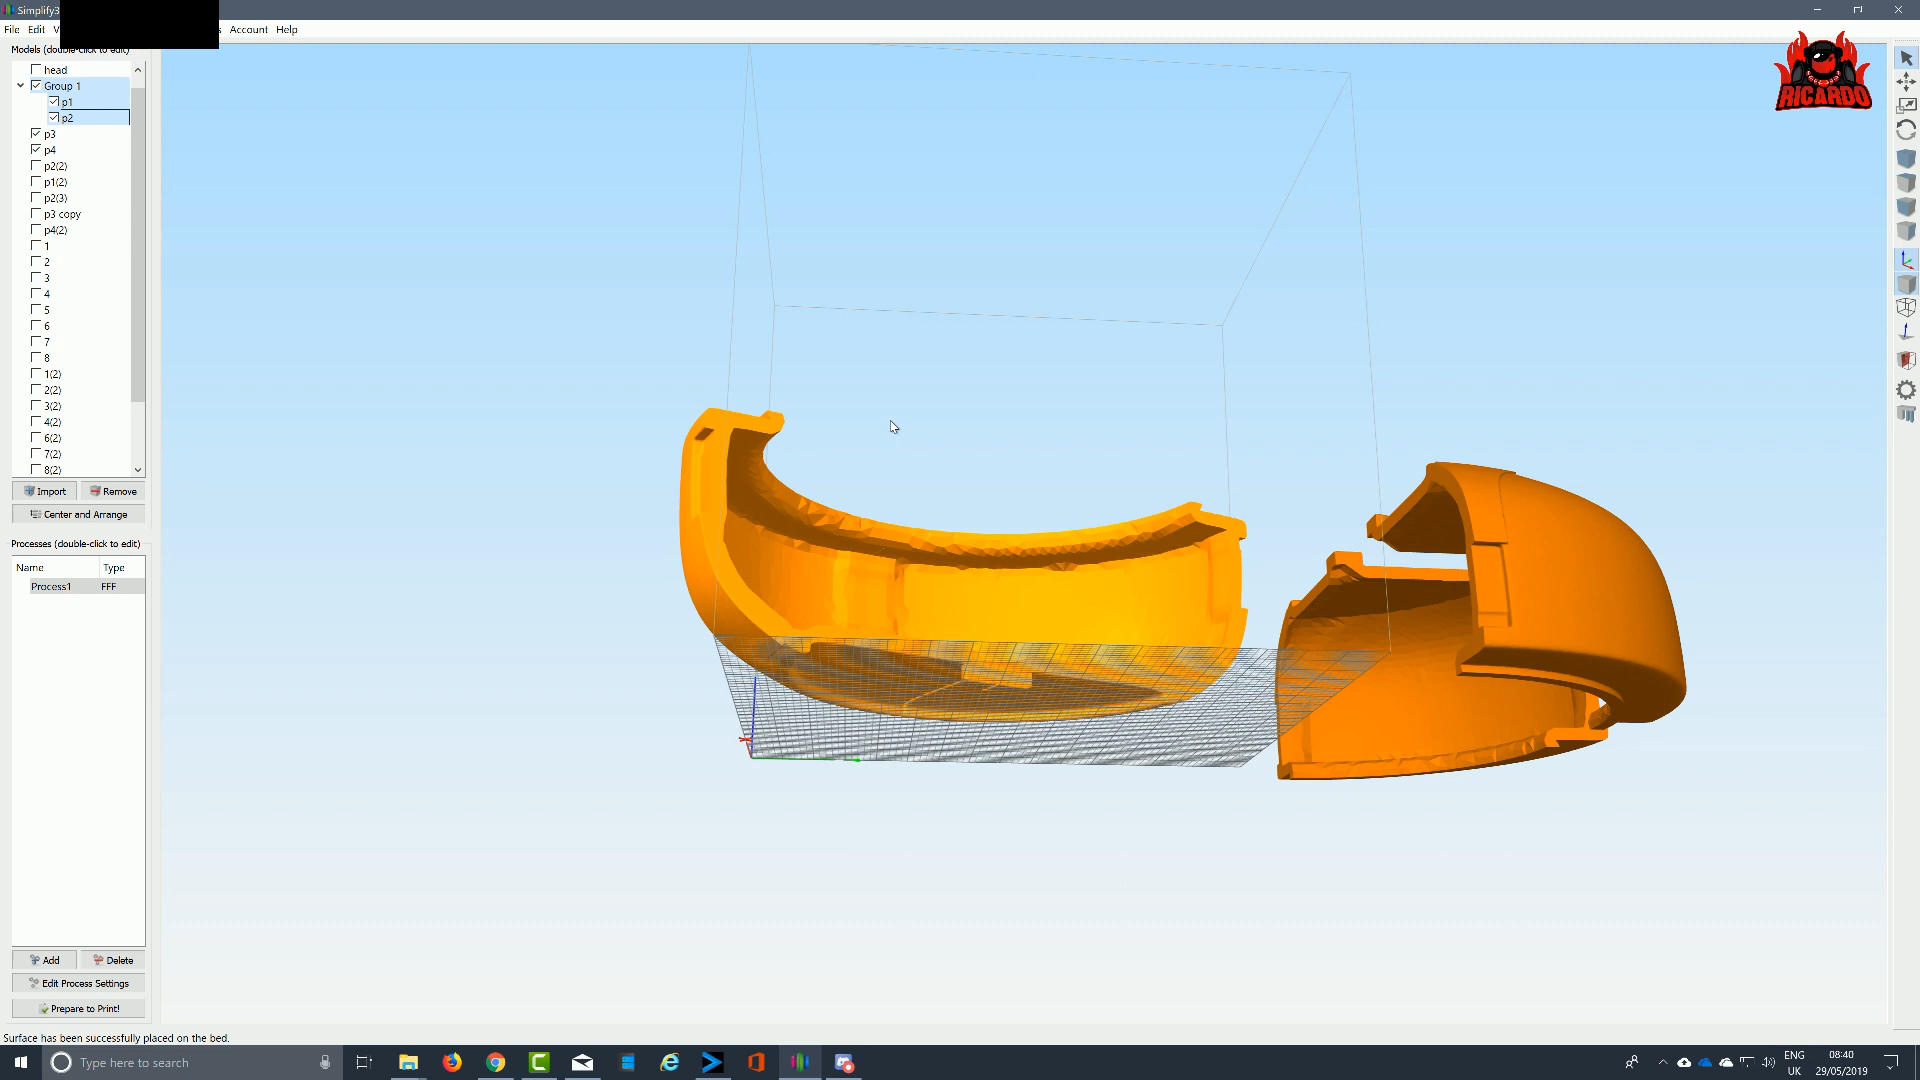 Simplify3
File Edit V s Account Help
Models (double-click to edit)
head
Group 1
p1
p2
p3
p4
p2(2)
p1(2)
p2(3)
p3 copy
p4(2)
1
2
3
4
5
6
7
8
1(2)
2(2)
3(2)
4(2)
6(2)
7(2)
8(2)
Import Remove
Center and Arrange
Processes (double-click to edit)
Name Type
Process1 FFF
Add Delete
Edit Process Settings
Prepare to Print!
Surface has been successfully placed on the bed.
RICARDO
Type here to search
ENG
UK
08:40
29/05/2019